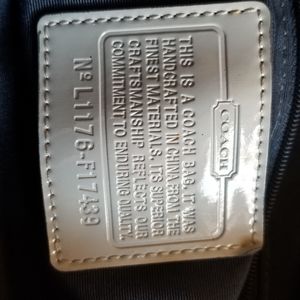 COACH
THIS IS A COACH BAG. IT WAS
HANDCRAFTED IN CHINA FROM THE
FINEST MATERIALS. ITS SUPERIOR
CRAFTSMANSHIP REFLECTS OUR
COMMITMENT TO ENDURING QUALITY.
Nº L1176-F17439